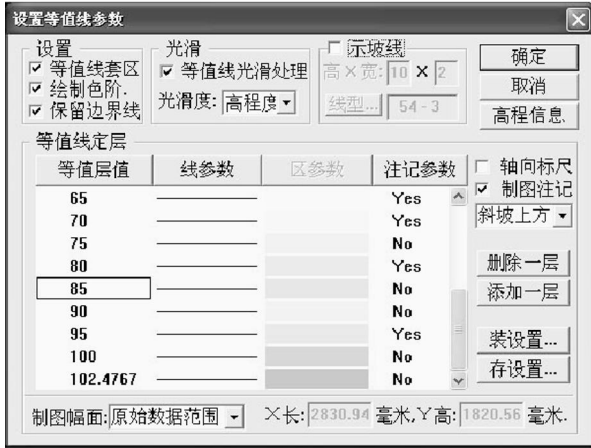 设置等值线参数
设置
等值线套区
绘制色阶.
保留边界线
光滑
等值线光滑处理
光滑度: 高程度
示坡线
高×宽: 10 × 2
线型... 54-3
确定
取消
高程信息
等值线定层
等值层值 线参数 区参数 注记参数
65 Yes
70 Yes
75 No
80 Yes
85 No
90 No
95 Yes
100 No
102.4767 No
轴向标尺
制图注记
斜坡上方
删除一层
添加一层
装设置...
存设置...
制图幅面: 原始数据范围 X长: 2830.94 毫米,Y高: 1820.56 毫米.